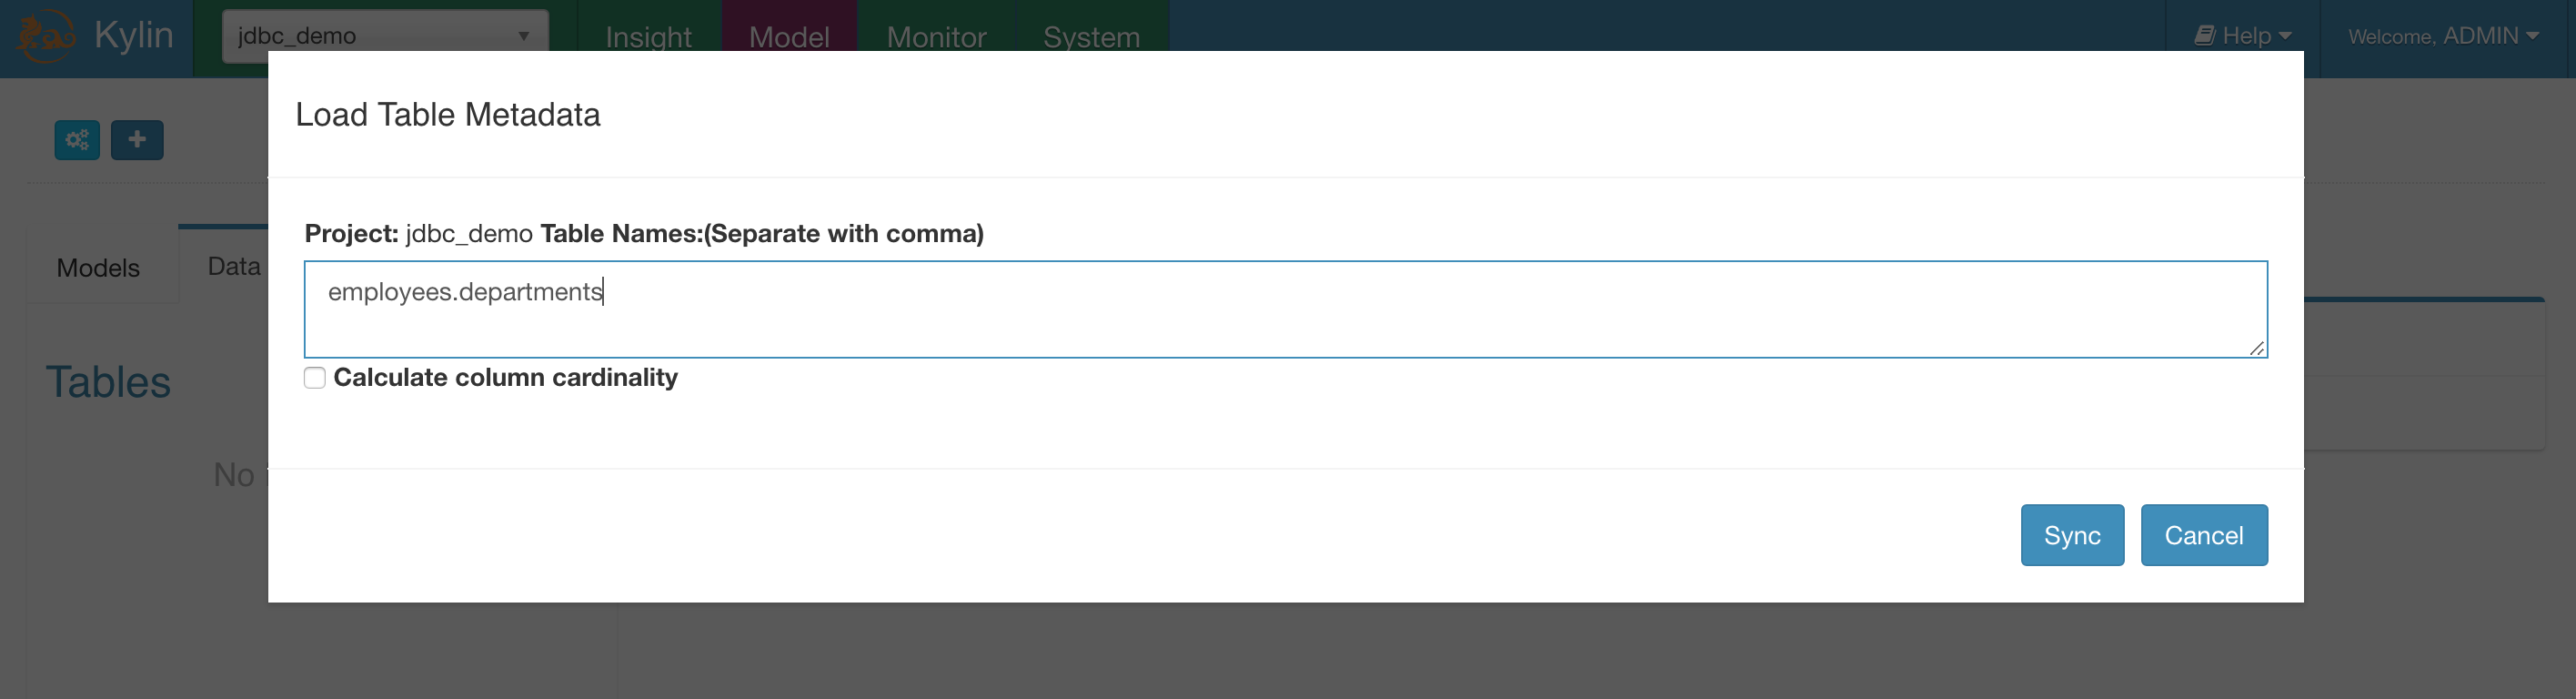 Kylin
jdbc_demo
Insight
Model
Monitor
System
Help
Welcome, ADMIN
Load Table Metadata
Project: jdbc_demo Table Names:(Separate with comma)
employees.departments
Calculate column cardinality
Models
Data
Tables
No
Sync
Cancel